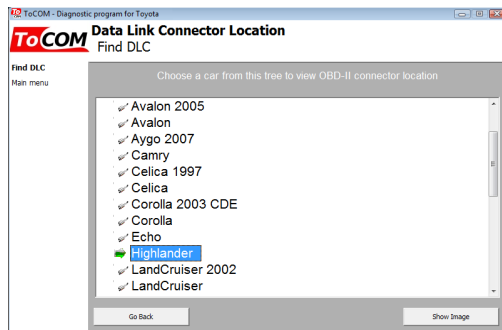 ToCOM - Diagnostic program for Toyota
ToCOM
Data Link Connector Location
Find DLC
Find DLC
Main menu
Choose a car from this tree to view OBD-II connector location
Avalon 2005
Avalon
Aygo 2007
Camry
Celica 1997
Celica
Corolla 2003 CDE
Corolla
Echo
Highlander
LandCruiser 2002
LandCruiser
Go Back
Show Image